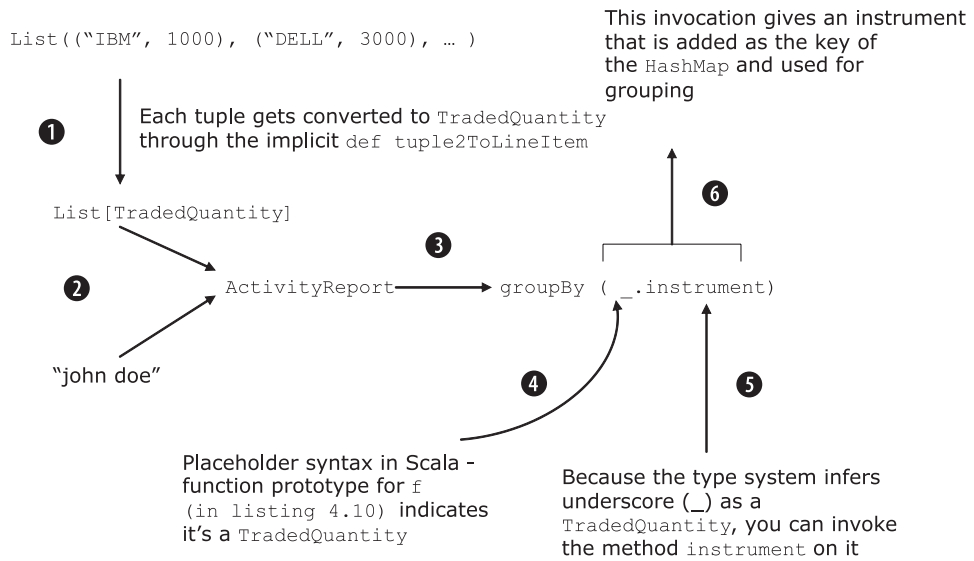 List((“IBM”, 1000), (“DELL”, 3000), … )
This invocation gives an instrument
that is added as the key of
the HashMap and used for
grouping
1
Each tuple gets converted to TradedQuantity
through the implicit def tuple2ToLineItem
6
List[TradedQuantity]
3
2
ActivityReport
groupBy ( _.instrument)
“john doe”
4
5
Placeholder syntax in Scala -
function prototype for f
(in listing 4.10) indicates
it’s a TradedQuantity
Because the type system infers
underscore (_) as a
TradedQuantity, you can invoke
the method instrument on it